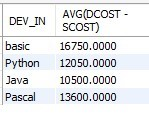 DEV_IN AVG(DCOST - SCOST)
basic 16750.0000
Python 12050.0000
Java 10500.0000
Pascal 13600.0000